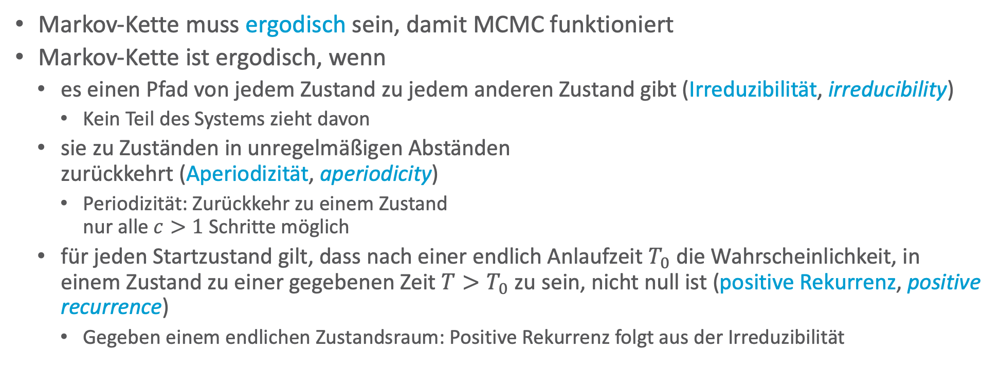 • Markov-Kette muss ergodisch sein, damit MCMC funktioniert
• Markov-Kette ist ergodisch, wenn
• es einen Pfad von jedem Zustand zu jedem anderen Zustand gibt (Irreduzibilität, irreducibility)
• Kein Teil des Systems zieht davon
• sie zu Zuständen in unregelmäßigen Abständen
zurückkehrt (Aperiodizität, aperiodicity)
• Periodizität: Zurückkehr zu einem Zustand
nur alle c > 1 Schritte möglich
• für jeden Startzustand gilt, dass nach einer endlich Anlaufzeit T₀ die Wahrscheinlichkeit, in
einem Zustand zu einer gegebenen Zeit T > T₀ zu sein, nicht null ist (positive Rekurrenz, positive
recurrence)
• Gegeben einem endlichen Zustandsraum: Positive Rekurrenz folgt aus der Irreduzibilität